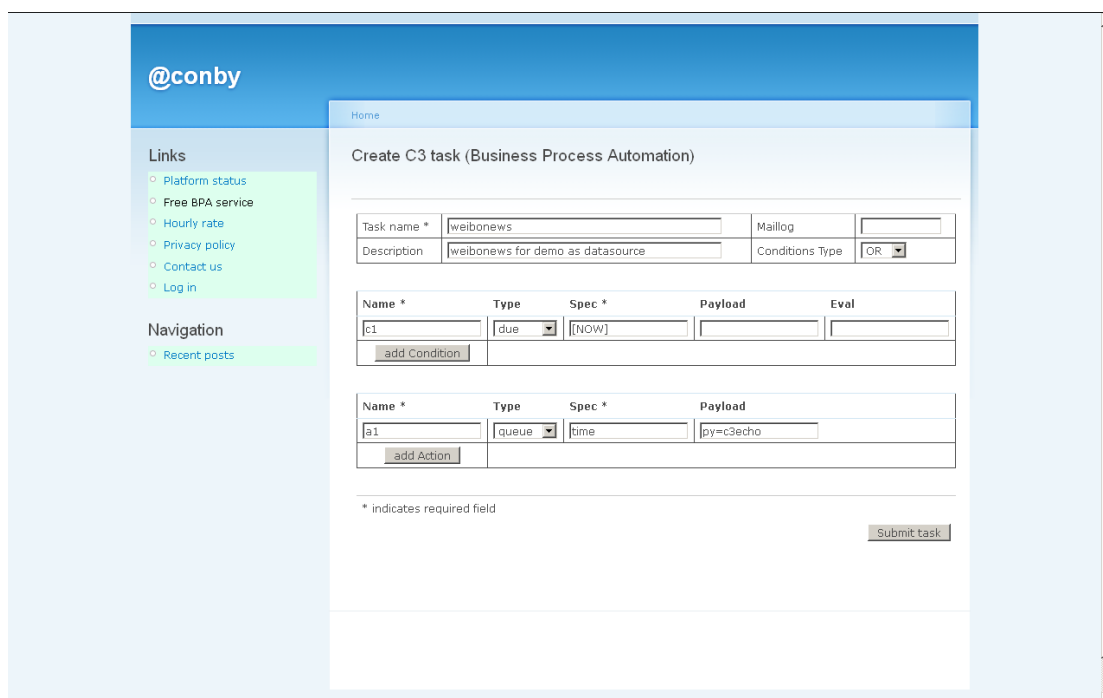 @conby
Home
Links
Platform status
Free BPA service
Hourly rate
Privacy policy
Contact us
Log in
Navigation
Recent posts
Create C3 task (Business Process Automation)
Task name * weibonews Maillog
Description weibonews for demo as datasource Conditions Type OR
Name * Type Spec * Payload Eval
c1 due [NOW]
add Condition
Name * Type Spec * Payload
a1 queue time py=c3echo
add Action
* indicates required field
Submit task